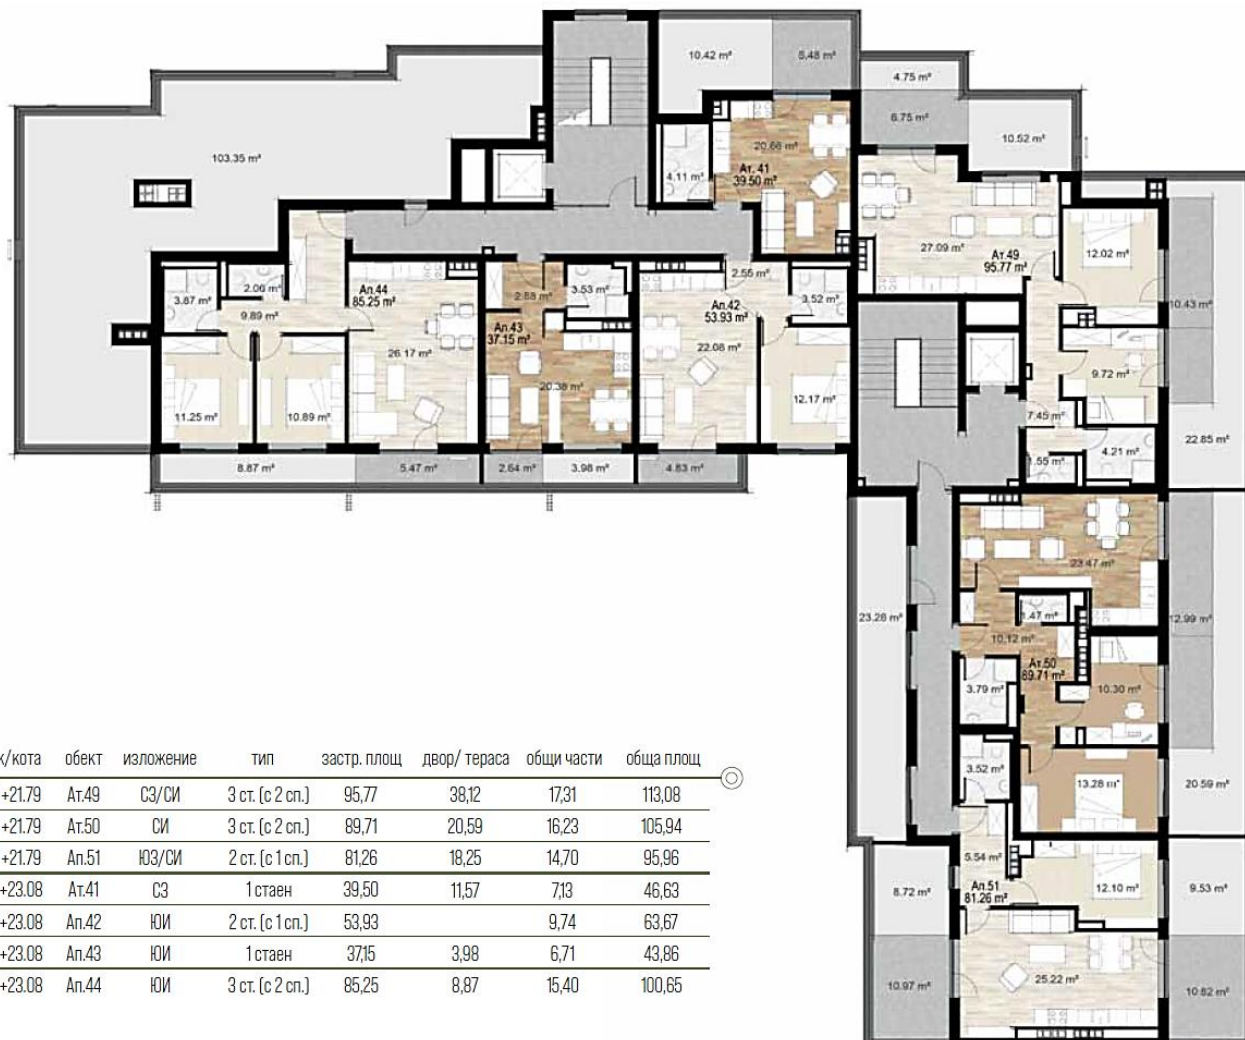 10.42 m²
5.48 m²
4.75 m²
6.75 m²
10.52 m²
103.35 m²
20.66 m²
4.11 m²
Ат. 41
39.50 m²
27.09 m²
Ат.49
95.77 m²
12.02 m²
10.43 m²
3.87 m²
2.06 m²
9.89 m²
Ап.44
85.25 m²
2.88 m²
3.53 m²
2.55 m²
Ап.42
53.93 m²
3.52 m²
Ап.43
37.15 m²
26.17 m²
20.38 m²
22.08 m²
11.25 m²
10.89 m²
12.17 m²
9.72 m²
7.45 m²
22.85 m²
1.55 m²
4.21 m²
8.87 m²
5.47 m²
2.64 m²
3.98 m²
4.83 m²
23.47 m²
23.28 m²
1.47 m²
12.99 m²
10.12 m²
Ат.50
89.71 m²
3.79 m²
10.30 m²
3.52 m²
13.28 m²
20.59 m²
5.54 m²
Ап.51
81.26 m²
8.72 m²
12.10 m²
9.53 m²
10.97 m²
25.22 m²
10.82 m²
к/кота обект изложение тип застр. площ двор/ тераса общи части обща площ
+21.79 Ат.49 СЗ/СИ 3 ст. (с 2 сп.) 95,77 38,12 17,31 113,08
+21.79 Ат.50 СИ 3 ст. (с 2 сп.) 89,71 20,59 16,23 105,94
+21.79 Ап.51 ЮЗ/СИ 2 ст. (с 1 сп.) 81,26 18,25 14,70 95,96
+23.08 Ат.41 СЗ 1 стаен 39,50 11,57 7,13 46,63
+23.08 Ап.42 ЮИ 2 ст. (с 1 сп.) 53,93 9,74 63,67
+23.08 Ап.43 ЮИ 1 стаен 37,15 3,98 6,71 43,86
+23.08 Ап.44 ЮИ 3 ст. (с 2 сп.) 85,25 8,87 15,40 100,65